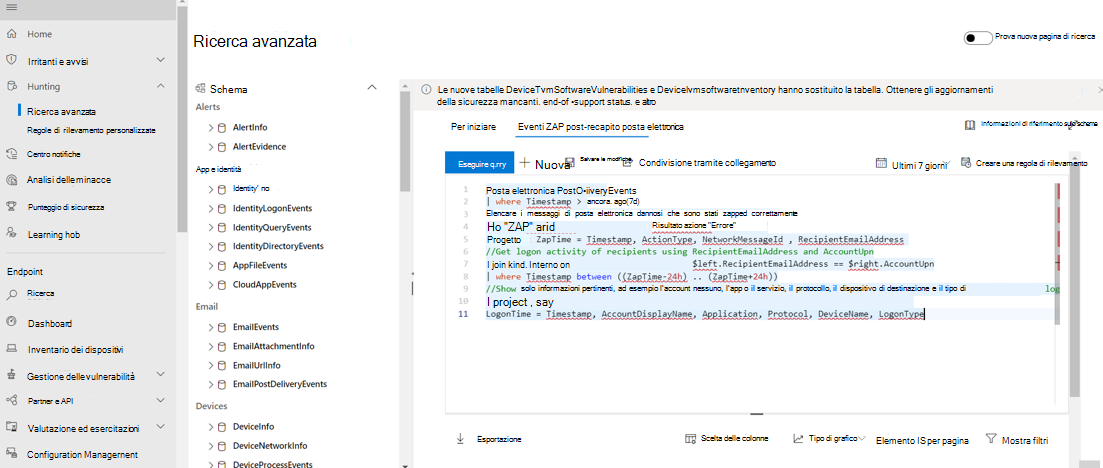 Home
Irritanti e avvisi
Hunting
Ricerca avanzata
Regole di rilevamento personalizzate
Centro notifiche
Analisi delle minacce
Punteggio di sicurezza
Learning hob
Endpoint
Ricerca
Dashboard
Inventario dei dispositivi
Gestione delle vulnerabilità
Partner e API
Valutazione ed esercitazioni
Configuration Management
Ricerca avanzata
Prova nuova pagina di ricerca
Schema
Alerts
AlertInfo
AlertEvidence
App e identità
Identity' no
IdentityLogonEvents
IdentityQueryEvents
IdentityDirectoryEvents
AppFileEvents
CloudAppEvents
Email
EmailEvents
EmailAttachmentInfo
EmailUrlInfo
EmailPostDeliveryEvents
Devices
DeviceInfo
DeviceNetworkInfo
DeviceProcessEvents
Le nuove tabelle DeviceTvmSoftwareVulnerabilities e DeviceIvmsoftwaretnventory hanno sostituito la tabella. Ottenere gli aggiornamenti
della sicurezza mancanti. end-of •support status. e altro
Per iniziare
Eventi ZAP post-recapito posta elettronica
Informazioni di riferimento sullo schema
Eseguire q.rry
Nuova
Salvare le modifiche
Condivisione tramite collegamento
Ultimi 7 giorni'
Creare una regola di rilevamento
1 Posta elettronica PostO•iiveryEvents
2 | where Timestamp > ancora. ago(7d)
3 Elencare i messaggi di posta elettronica dannosi che sono stati zapped correttamente
4 Ho "ZAP" arid Risultato azione "Errore"
5 Progetto : ZapTime = Timestamp, ActionType, NetworkMessageId , RecipientEmailAddress
6 //Get logon activity of recipients using RecipientEmailAddress and AccountUpn
7 I join kind. Interno on $left.RecipientEmailAddress == $right.AccountUpn
8 | where Timestamp between ((ZapTime-24h) .. (ZapTime+24h))
9 //Show solo informazioni pertinenti, ad esempio l'account nessuno, l'app o il servizio, il protocollo, il dispositivo di destinazione e il tipo di log
10 I project , say
11 LogonTime = Timestamp, AccountDisplayName, Application, Protocol, DeviceName, LogonType
Esportazione
Scelta delle colonne
Tipo di grafico
Elemento IS per pagina
Mostra filtri